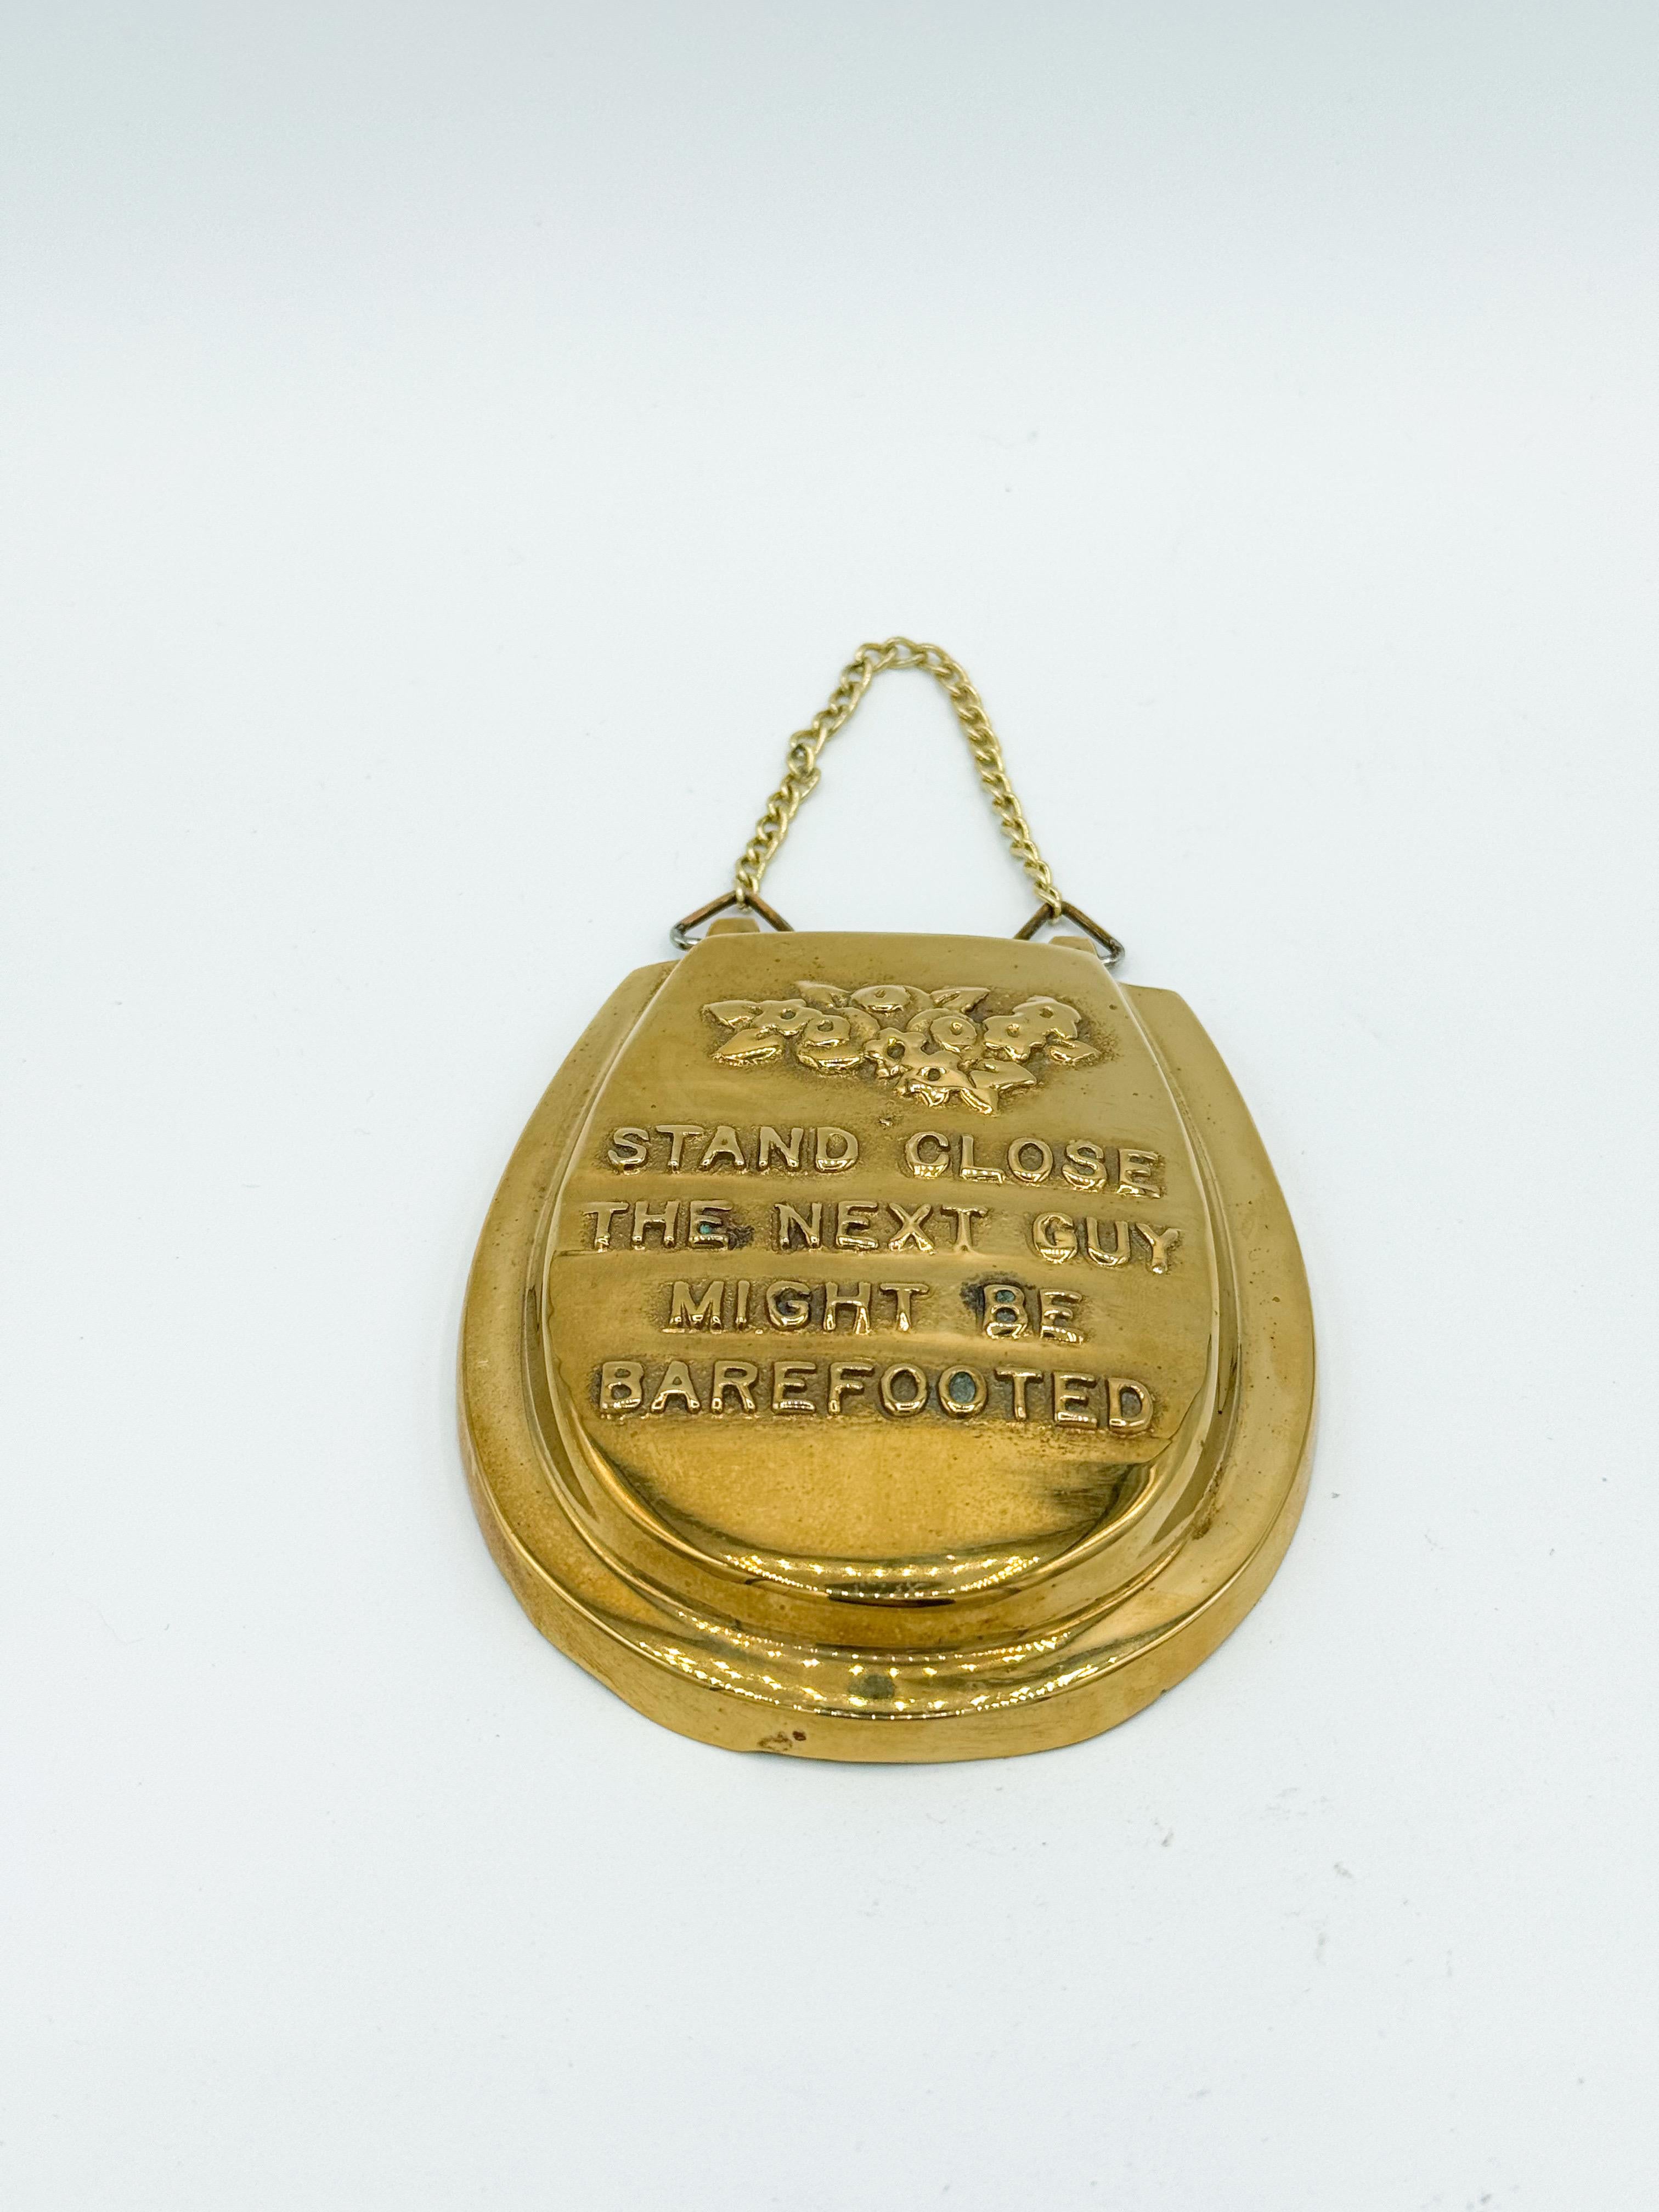 STAND CLOSE
THE NEXT GUY
MIGHT BE
BAREFOOTED